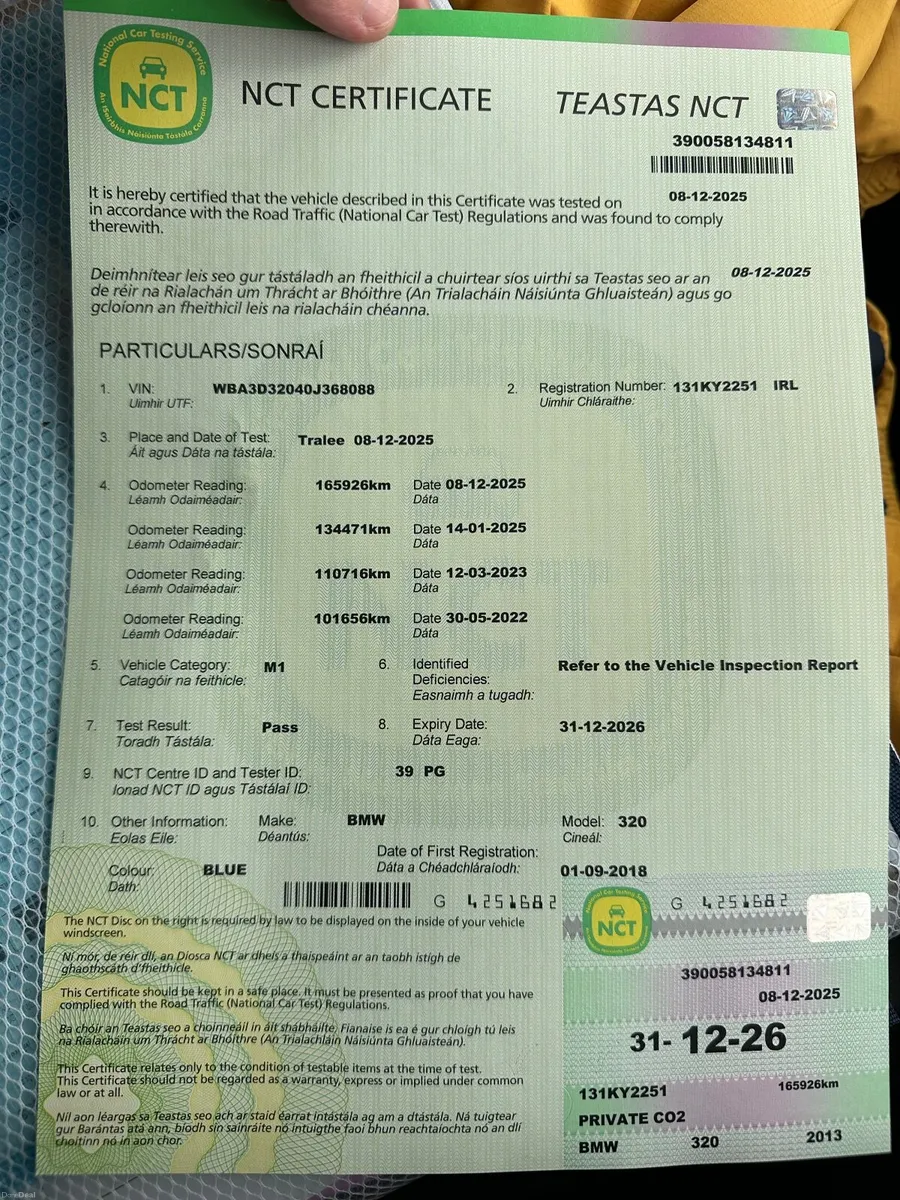 National Car Testing Service
NCT
An tSeirbhís Náisiúnta Tástála Carranna
NCT CERTIFICATE
TEASTAS NCT
390058134811
It is hereby certified that the vehicle described in this Certificate was tested on 08-12-2025
in accordance with the Road Traffic (National Car Test) Regulations and was found to comply
therewith.
Deimhnítear leis seo gur tástáladh an fheithicil a chuirtear síos uirthi sa Teastas seo ar an 08-12-2025
de réir na Rialachán um Thrácht ar Bhóithre (An Trialacháin Náisiúnta Ghluaisteán) agus go
gcloíonn an fheithicil leis na rialacháin chéanna.
PARTICULARS/SONRAÍ
1. VIN: WBA3D32040J368088
Uimhir UTF:
2. Registration Number: 131KY2251 IRL
Uimhir Chláraithe:
3. Place and Date of Test: Tralee 08-12-2025
Áit agus Dáta na tástála:
4. Odometer Reading: 165926km Date 08-12-2025
Léamh Odaiméadair: Dáta
Odometer Reading: 134471km Date 14-01-2025
Léamh Odaiméadair: Dáta
Odometer Reading: 110716km Date 12-03-2023
Léamh Odaiméadair: Dáta
Odometer Reading: 101656km Date 30-05-2022
Léamh Odaiméadair: Dáta
5. Vehicle Category: M1
Catagóir na feithicle:
6. Identified Refer to the Vehicle Inspection Report
Deficiencies:
Easnaimh a tugadh:
7. Test Result: Pass
Toradh Tástála:
8. Expiry Date: 31-12-2026
Dáta Eaga:
9. NCT Centre ID and Tester ID: 39 PG
Ionad NCT ID agus Tástálaí ID:
10. Other Information: Make: BMW Model: 320
Eolas Eile: Déantús: Cineál:
Colour: BLUE
Dath:
Date of First Registration: 01-09-2018
Dáta a Chéadchláraíodh:
G 4251682
The NCT Disc on the right is required by law to be displayed on the inside of your vehicle
windscreen.
Ní mór, de réir dlí, an Diosca NCT ar dheis a thaispeáint ar an taobh istigh de
ghaothscáth d'fheithicle.
This Certificate should be kept in a safe place. It must be presented as proof that you have
complied with the Road Traffic (National Car Test) Regulations.
Ba chóir an Teastas seo a choinneáil in áit shábháilte. Fianaise is ea é gur chloígh tú leis
na Rialacháin um Thrácht ar Bhóithre (An Trialachláin Náisiúnta Ghluaisteán).
This Certificate relates only to the condition of testable items at the time of test.
This Certificate should not be regarded as a warranty, express or implied under common
law or at all.
Níl aon léargas sa Teastas seo ach ar staid éarrat intástála ag am a dtástála. Ná tuigtear
gur Barántas atá ann, bíodh sin sainráite nó intuigthe faoi bhun reachtaíochta nó an dlí
choitinn nó in aon chor.
G 4251682
NCT
390058134811
08-12-2025
31- 12-26
131KY2251 165926km
PRIVATE CO2
BMW 320 2013
DoneDeal